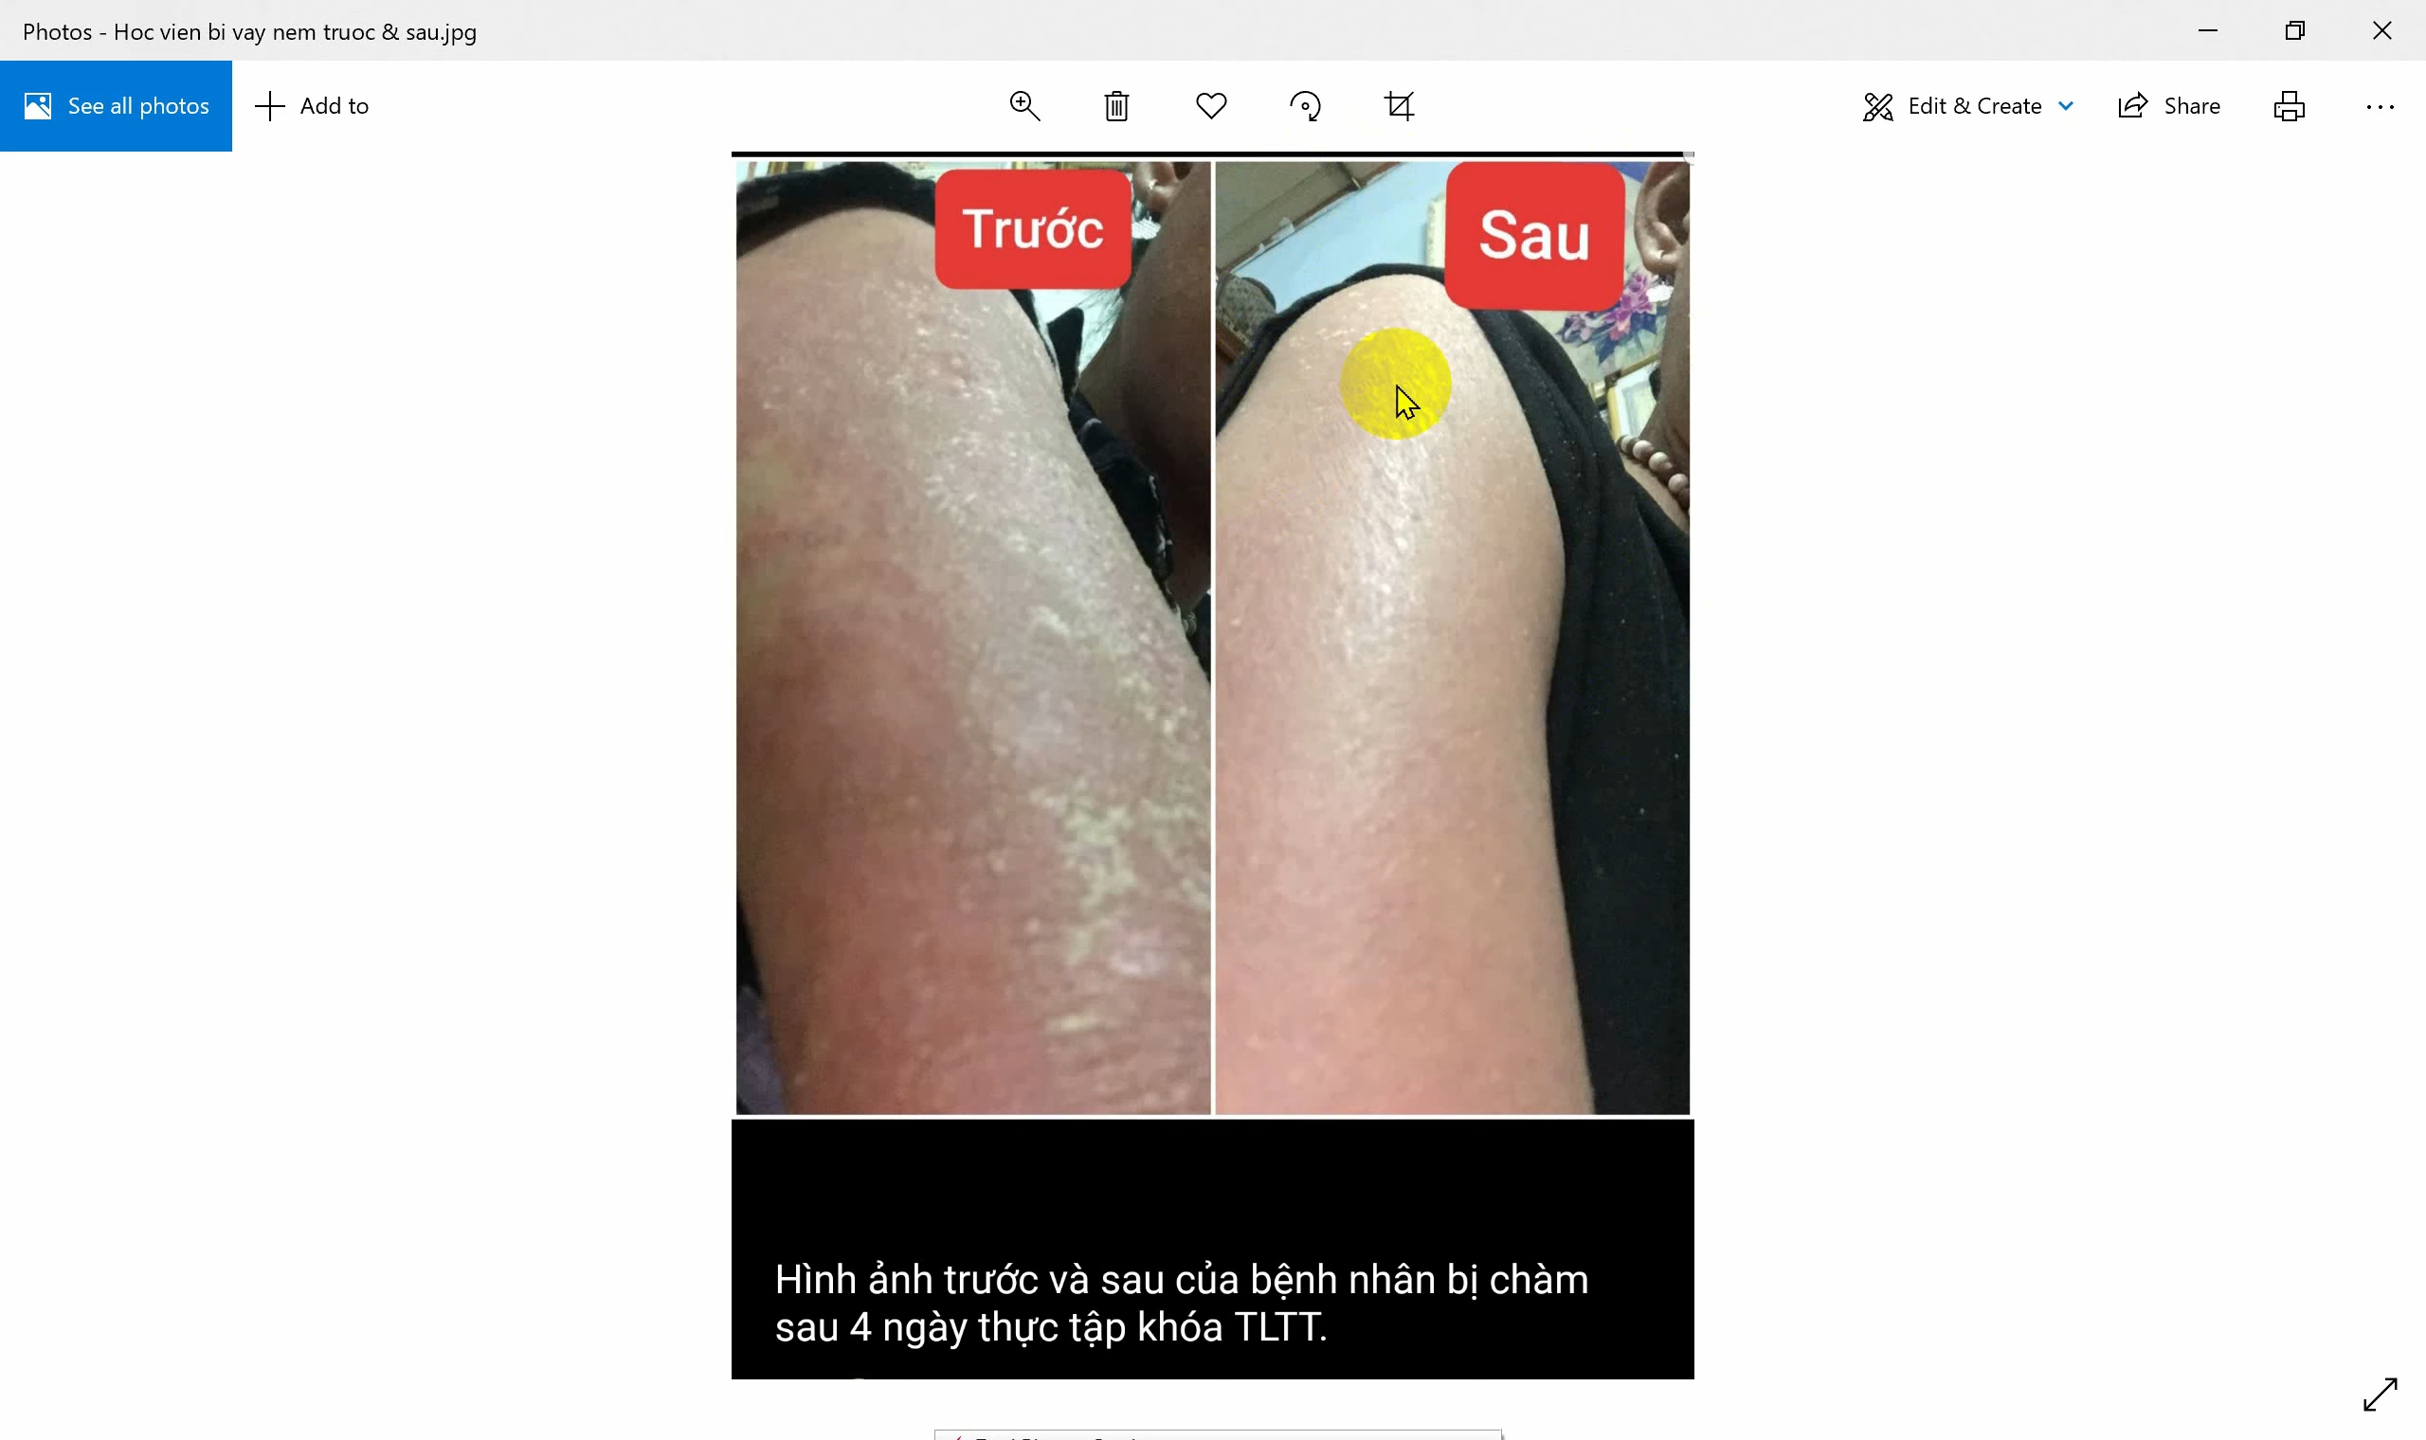 Photos - Hoc vien bi vay nem truoc & sau.jpg
See all photos
Add to
Edit & Create
Share
Trước
Sau
Hình ảnh trước và sau của bệnh nhân bị chàm
sau 4 ngày thực tập khóa TLTT.